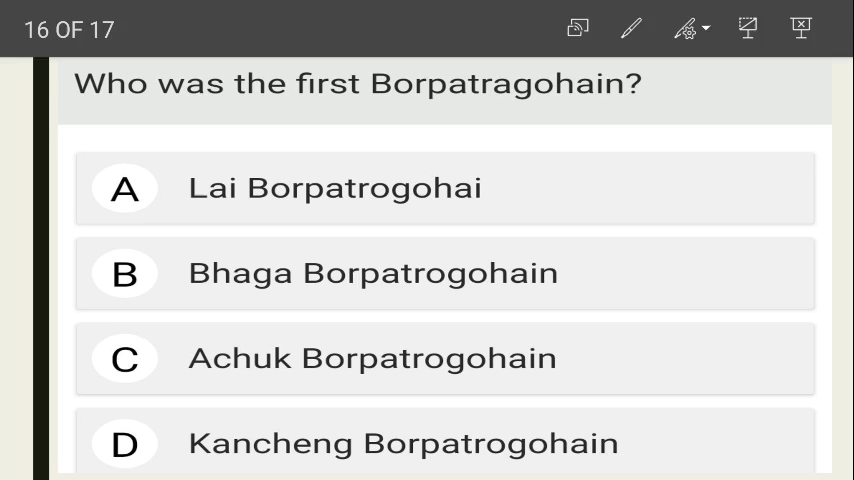 16 OF 17
Who was the first Borpatragohain?
A Lai Borpatrogohai
B Bhaga Borpatrogohain
C Achuk Borpatrogohain
D Kancheng Borpatrogohain